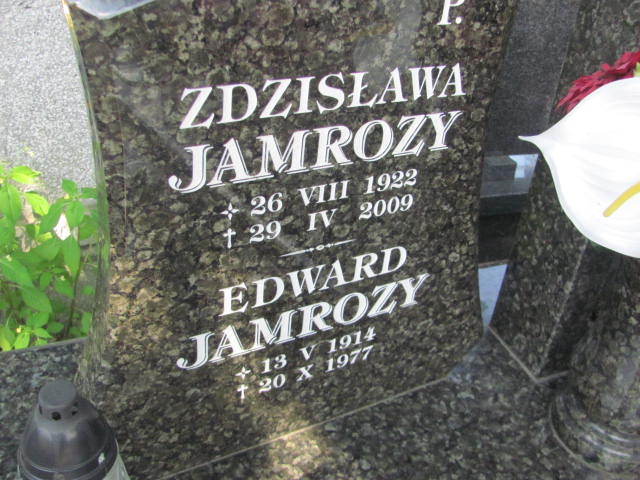 P.
ZDZISŁAWA
JAMROZY
26 VIII 1922
29 IV 2009
EDWARD
JAMROZY
13 V 1914
20 X 1977